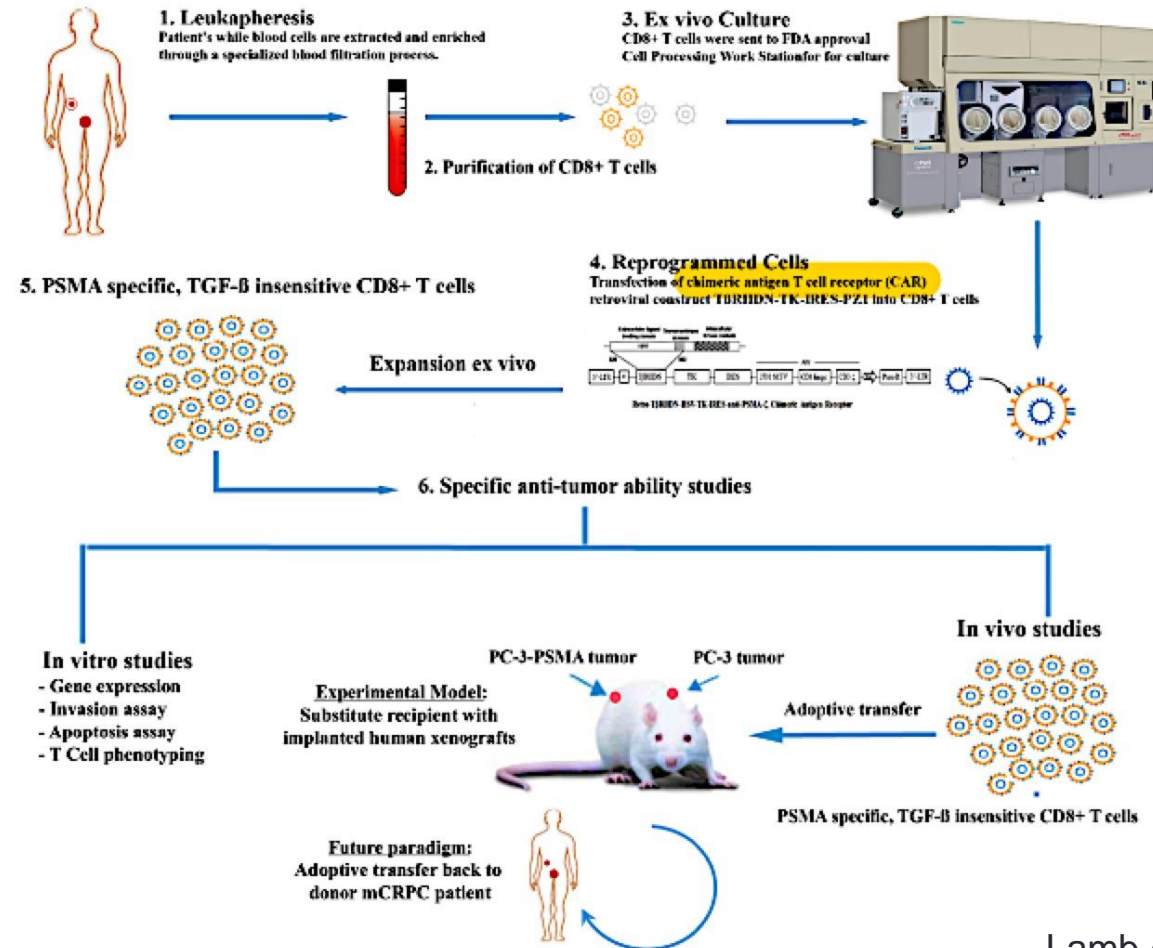 1. Leukapheresis
Patient's while blood cells are extracted and enriched
through a specialized blood filtration process.
2. Purification of CD8+ T cells
3. Ex vivo Culture
CD8+ T cells were sent to FDA approval
Cell Processing Work Stationfor for culture
4. Reprogrammed Cells
Transfection of chimeric antigen T cell receptor (CAR)
retroviral construct TβRIIDN-TK-IRES-PZ1 into CD8+ T cells
TK
Expansion ex vivo
5. PSMA specific, TGF-ß insensitive CD8+ T cells
6. Specific anti-tumor ability studies
In vitro studies
- Gene expression
- Invasion assay
- Apoptosis assay
- T Cell phenotyping
PC-3-PSMA tumor
PC-3 tumor
Experimental Model:
Substitute recipient with
implanted human xenografts
Adoptive transfer
In vivo studies
PSMA specific, TGF-ß insensitive CD8+ T cells
Future paradigm:
Adoptive transfer back to
donor mCRPC patient
Lamb